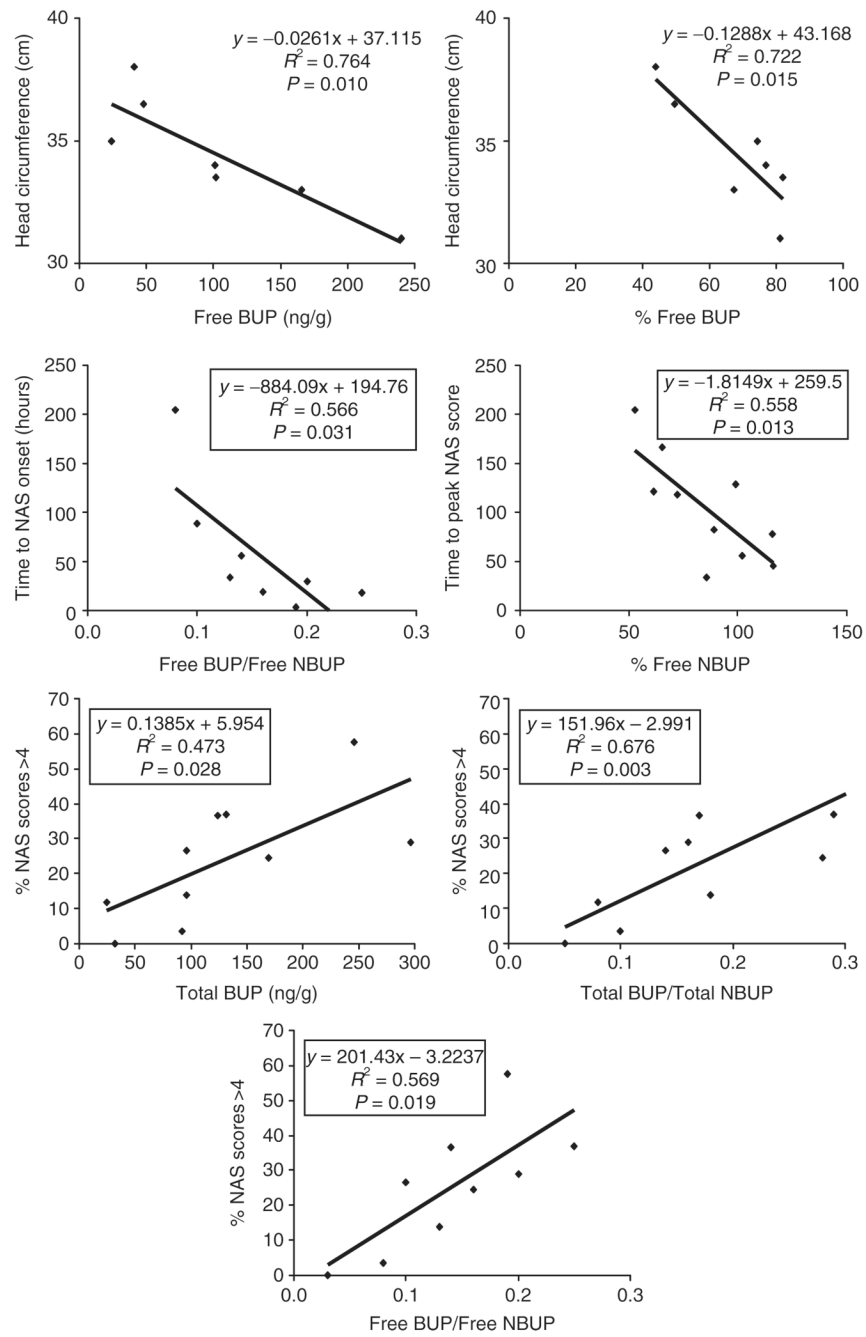 40
35
30
Head circumference (cm)
y = −0.0261x + 37.115
R² = 0.764
P = 0.010
0 50 100 150 200 250
Free BUP (ng/g)
40
35
30
Head circumference (cm)
y = −0.1288x + 43.168
R² = 0.722
P = 0.015
0 20 40 60 80 100
% Free BUP
250
200
150
100
50
0
Time to NAS onset (hours)
y = −884.09x + 194.76
R² = 0.566
P = 0.031
0.0 0.1 0.2 0.3
Free BUP/Free NBUP
250
200
150
100
50
0
Time to peak NAS score
y = −1.8149x + 259.5
R² = 0.558
P = 0.013
0 50 100 150
% Free NBUP
70
60
50
40
30
20
10
0
% NAS scores >4
y = 0.1385x + 5.954
R² = 0.473
P = 0.028
0 50 100 150 200 250 300
Total BUP (ng/g)
70
60
50
40
30
20
10
0
% NAS scores >4
y = 151.96x − 2.991
R² = 0.676
P = 0.003
0.0 0.1 0.2 0.3
Total BUP/Total NBUP
70
60
50
40
30
20
10
0
% NAS scores >4
y = 201.43x − 3.2237
R² = 0.569
P = 0.019
0.0 0.1 0.2 0.3
Free BUP/Free NBUP